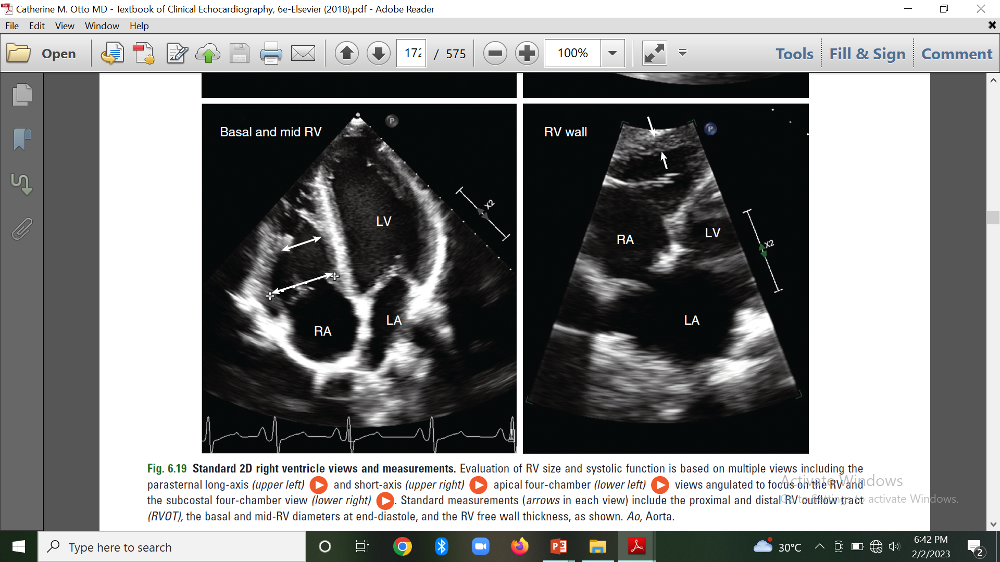 Catherine M. Otto MD - Textbook of Clinical Echocardiography, 6e-Elsevier (2018).pdf - Adobe Reader
File Edit View Window Help
Open 172 / 575 100% Tools Fill & Sign Comment
Basal and mid RV
P
X2
LV
RA
LA
RV wall
P
X2
RA
LV
LA
Fig. 6.19 Standard 2D right ventricle views and measurements. Evaluation of RV size and systolic function is based on multiple views including the
parasternal long-axis (upper left) and short-axis (upper right) apical four-chamber (lower left) views angulated to focus on the RV and
the subcostal four-chamber view (lower right) . Standard measurements (arrows in each view) include the proximal and distal RV outflow tract
(RVOT), the basal and mid-RV diameters at end-diastole, and the RV free wall thickness, as shown. Ao, Aorta.
Activate Windows
Go to Settings to activate Windows.
Type here to search
30°C
6:42 PM
2/2/2023
2